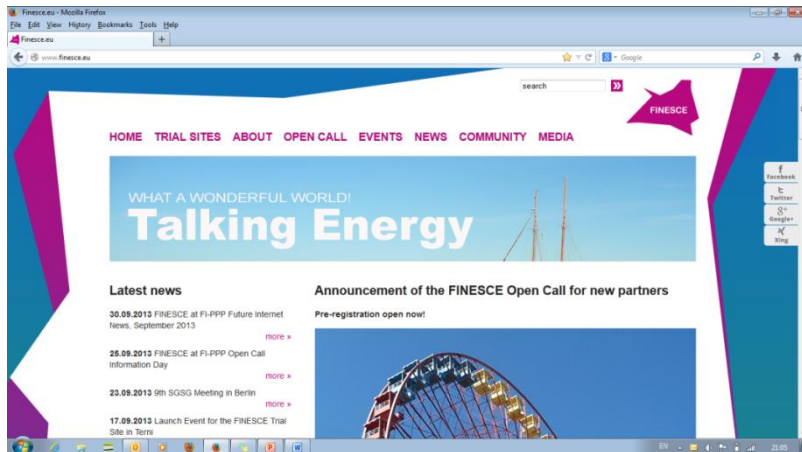 Finesce.eu - Mozilla Firefox
File Edit View History Bookmarks Tools Help
Finesce.eu
www.finesce.eu
Google
search
FINESCE
HOME TRIAL SITES ABOUT OPEN CALL EVENTS NEWS COMMUNITY MEDIA
WHAT A WONDERFUL WORLD!
Talking Energy
Facebook
Twitter
Google+
Xing
Latest news
30.09.2013 FINESCE at FI-PPP Future Internet
News, September 2013
more »
25.09.2013 FINESCE at FI-PPP Open Call
Information Day
more »
23.09.2013 9th SGSG Meeting in Berlin
more »
17.09.2013 Launch Event for the FINESCE Trial
Site in Terni
Announcement of the FINESCE Open Call for new partners
Pre-registration open now!
EN
21:05